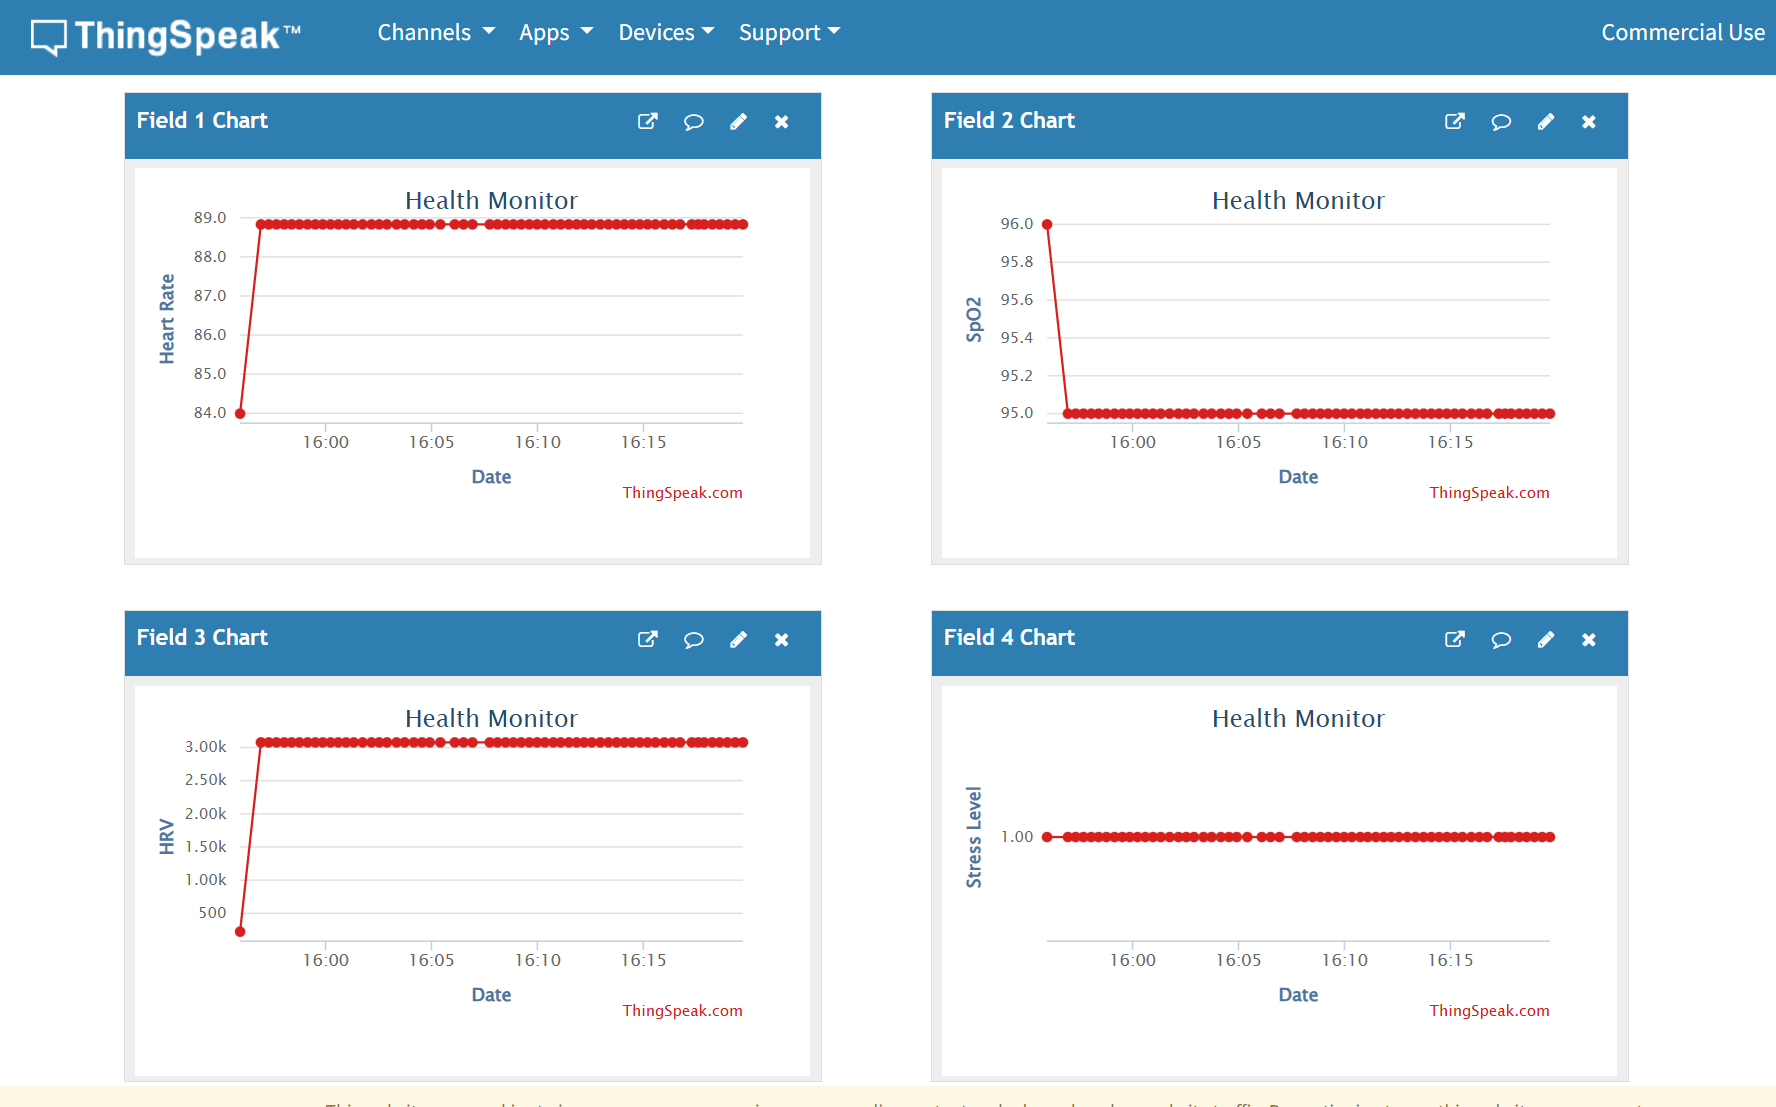 ThingSpeak™ Channels Apps Devices Support Commercial Use
Field 1 Chart
Health Monitor
89.0
88.0
87.0
86.0
85.0
84.0
Heart Rate
16:00 16:05 16:10 16:15
Date
ThingSpeak.com
Field 2 Chart
Health Monitor
96.0
95.8
95.6
95.4
95.2
95.0
SpO2
16:00 16:05 16:10 16:15
Date
ThingSpeak.com
Field 3 Chart
Health Monitor
3.00k
2.50k
2.00k
1.50k
1.00k
500
HRV
16:00 16:05 16:10 16:15
Date
ThingSpeak.com
Field 4 Chart
Health Monitor
1.00
Stress Level
16:00 16:05 16:10 16:15
Date
ThingSpeak.com